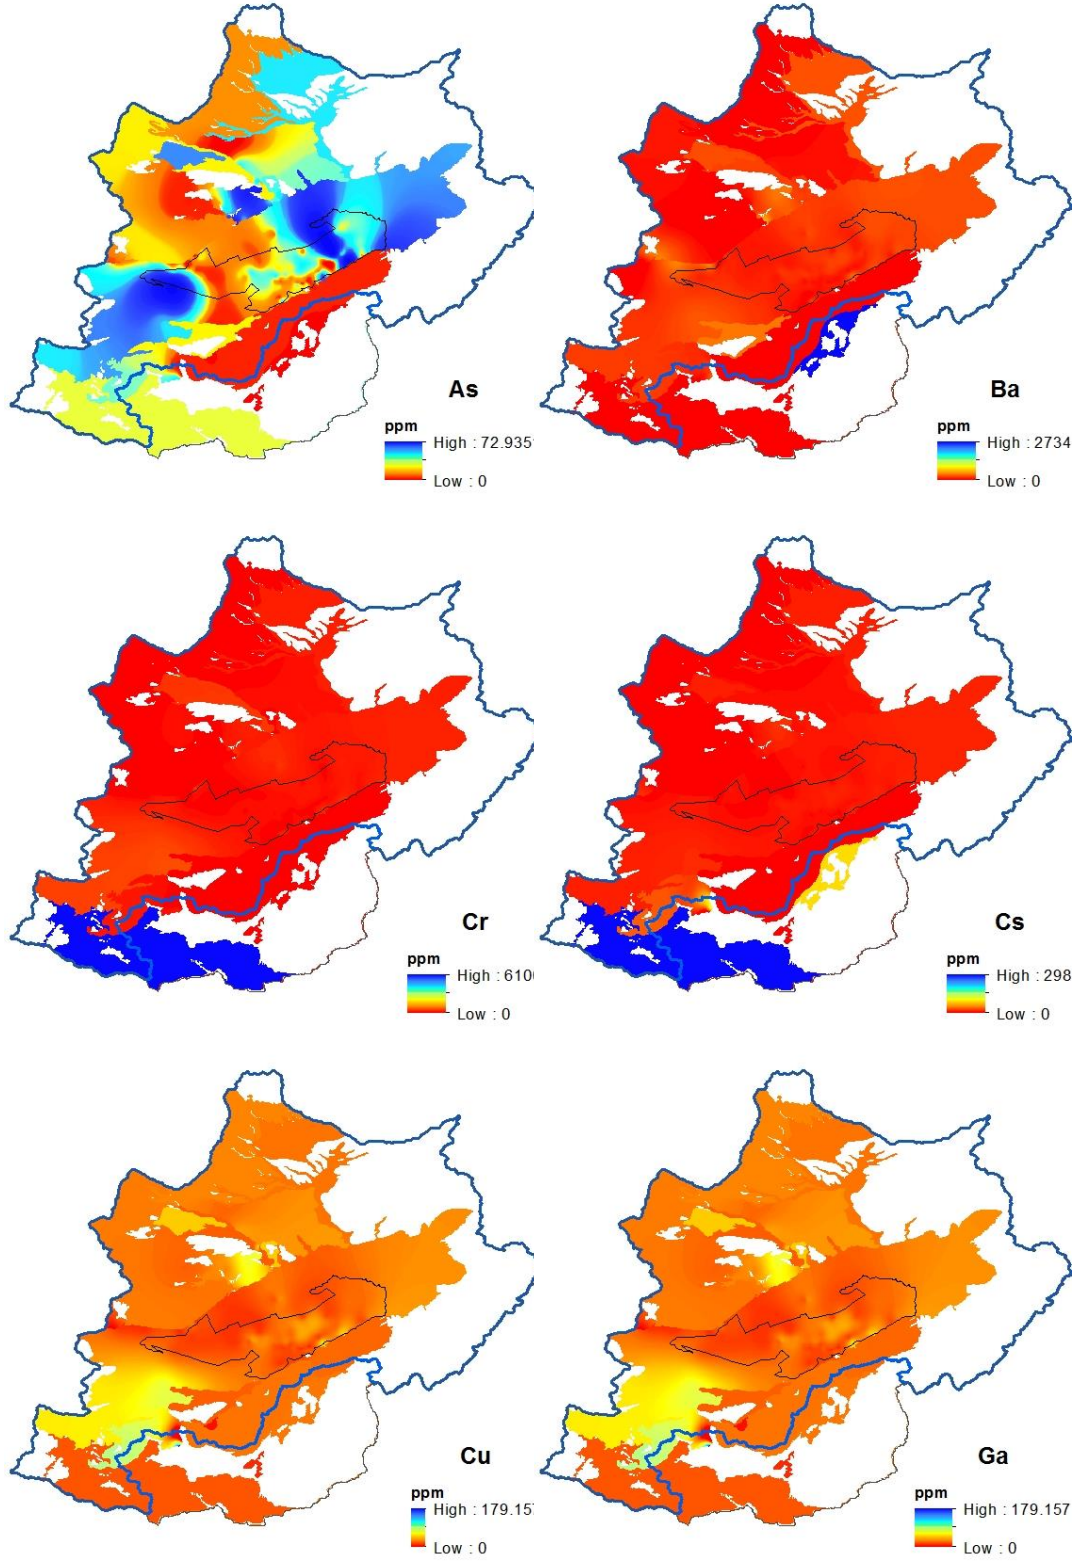 As
ppm
High : 72.935
Low : 0
Ba
ppm
High : 2734
Low : 0
Cr
ppm
High : 610
Low : 0
Cs
ppm
High : 298
Low : 0
Cu
ppm
High : 179.15
Low : 0
Ga
ppm
High : 179.157
Low : 0